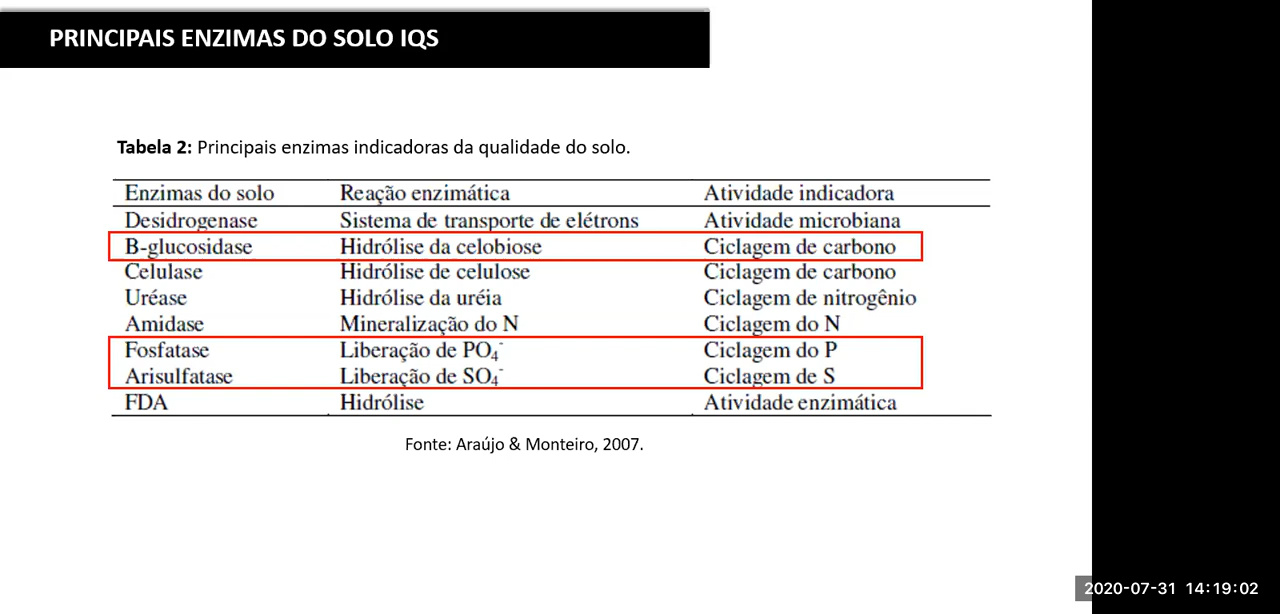 PRINCIPAIS ENZIMAS DO SOLO IQS
Tabela 2: Principais enzimas indicadoras da qualidade do solo.
Enzimas do solo Reação enzimática Atividade indicadora
Desidrogenase Sistema de transporte de elétrons Atividade microbiana
B-glucosidase Hidrólise da celobiose Ciclagem de carbono
Celulase Hidrólise de celulose Ciclagem de carbono
Uréase Hidrólise da uréia Ciclagem de nitrogênio
Amidase Mineralização do N Ciclagem do N
Fosfatase Liberação de PO₄⁻ Ciclagem do P
Arisulfatase Liberação de SO₄⁻ Ciclagem de S
FDA Hidrólise Atividade enzimática
Fonte: Araújo & Monteiro, 2007.
2020-07-31 14:19:02